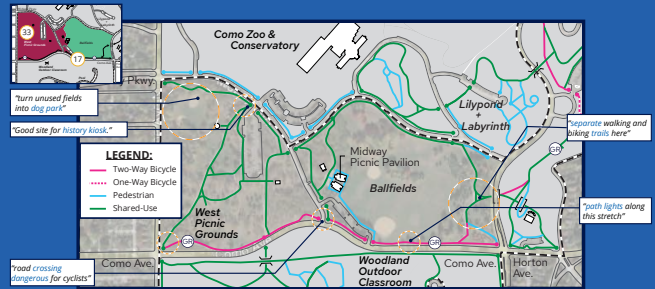 33
17
Como Zoo &
Conservatory
Pkwy.
"turn unused fields
into dog park"
"Good site for history kiosk."
Lilypond
+
Labyrinth
"separate walking and
biking trails here"
GR
LEGEND:
Two-Way Bicycle
One-Way Bicycle
Pedestrian
Shared-Use
Midway
Picnic Pavilion
Ballfields
West
Picnic
Grounds
"path lights along
this stretch"
GR
GR
"road crossing
dangerous for cyclists"
Como Ave.
Woodland
Outdoor
Classroom
Como Ave.
Horton
Ave.